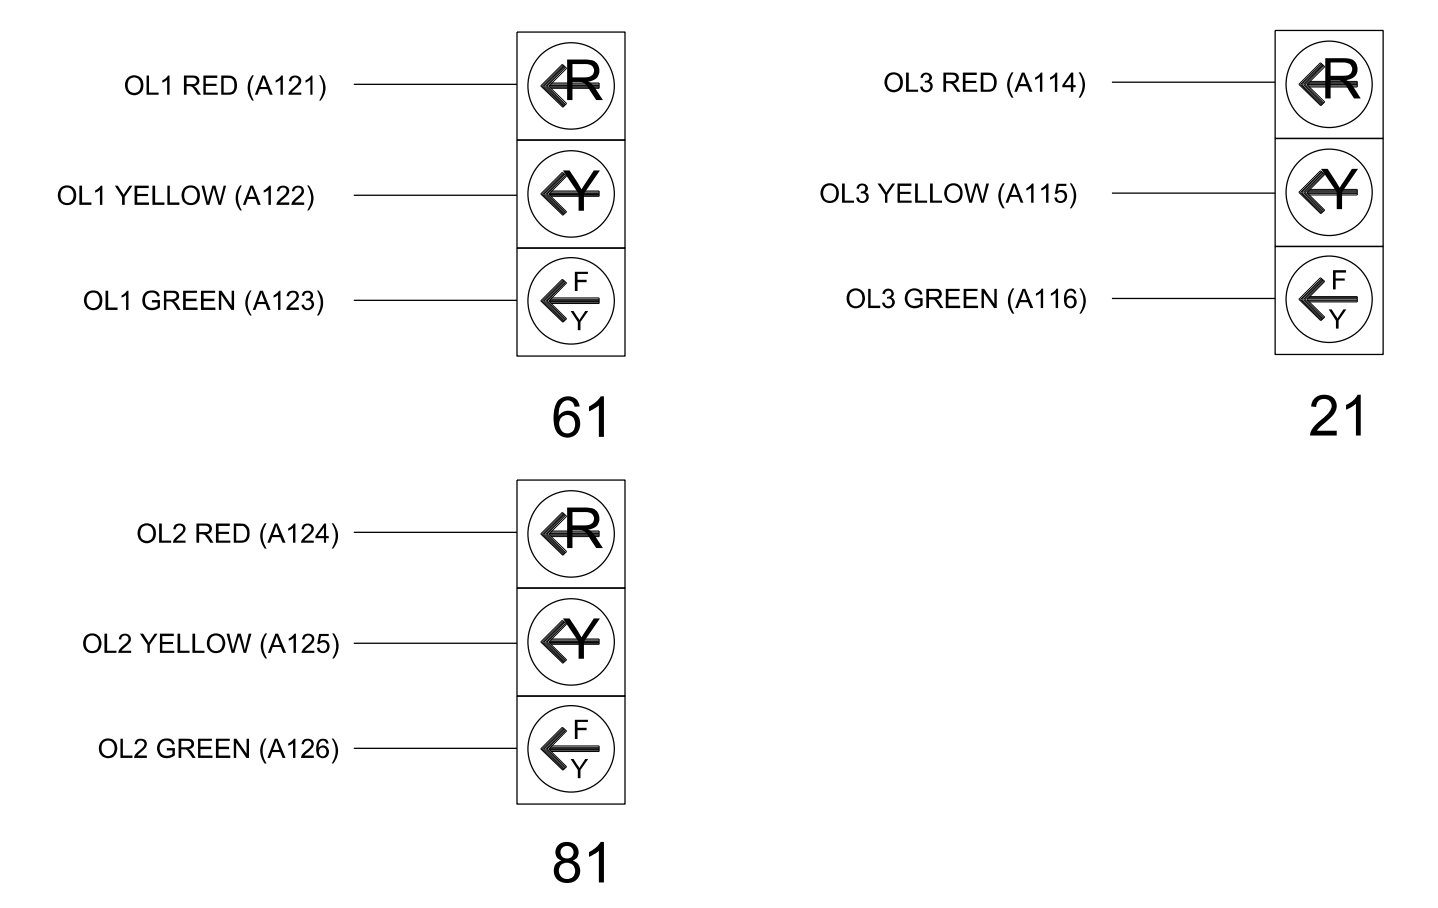 OL1 RED (A121)
R
OL1 YELLOW (A122)
Y
OL1 GREEN (A123)
F
Y
61
OL3 RED (A114)
R
OL3 YELLOW (A115)
Y
OL3 GREEN (A116)
F
Y
21
OL2 RED (A124)
R
OL2 YELLOW (A125)
Y
OL2 GREEN (A126)
F
Y
81